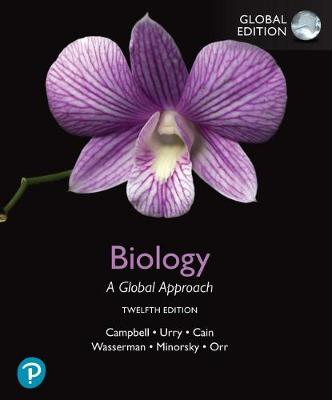 GLOBAL
EDITION
Biology
A Global Approach
TWELFTH EDITION
Campbell • Urry • Cain
Wasserman • Minorsky • Orr
P